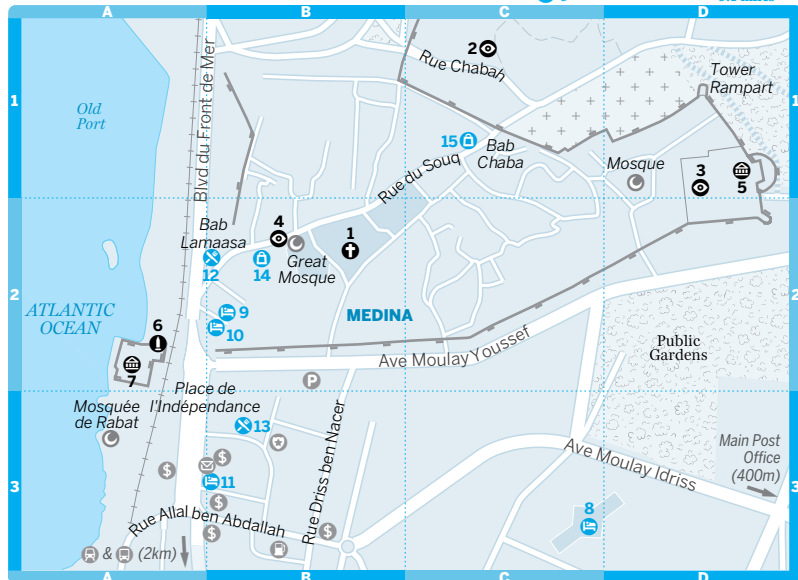 A
B
C
D
1
2
Rue Chabah
Tower
Rampart
1
Old
Port
Blvd du Front de Mer
15
Bab
Chaba
Mosque
Rue du Souq
3
5
Bab
Lamaasa
4
1
12
14
Great
Mosque
2
ATLANTIC
OCEAN
9
10
MEDINA
2
6
7
Ave Moulay Youssef
Public
Gardens
P
Place de
l'Indépendance
Mosquée
de Rabat
13
Rue Driss ben Nacer
Ave Moulay Idriss
Main Post
Office
(400m)
$
$
$
$
$
11
3
3
8
Rue Allal ben Abdallah
& (2km)
A
B
C
D